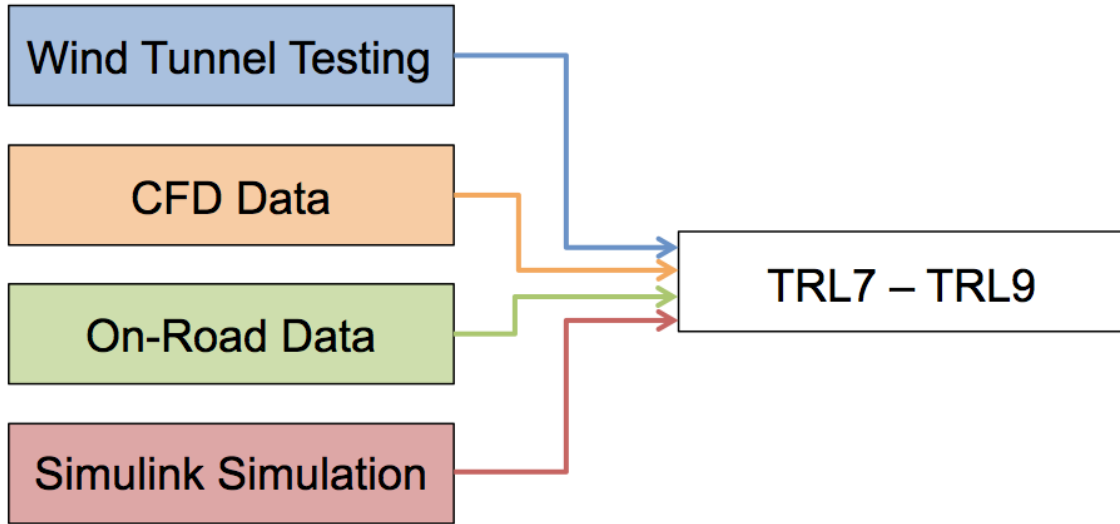 Wind Tunnel Testing
CFD Data
On-Road Data
Simulink Simulation
TRL7 – TRL9